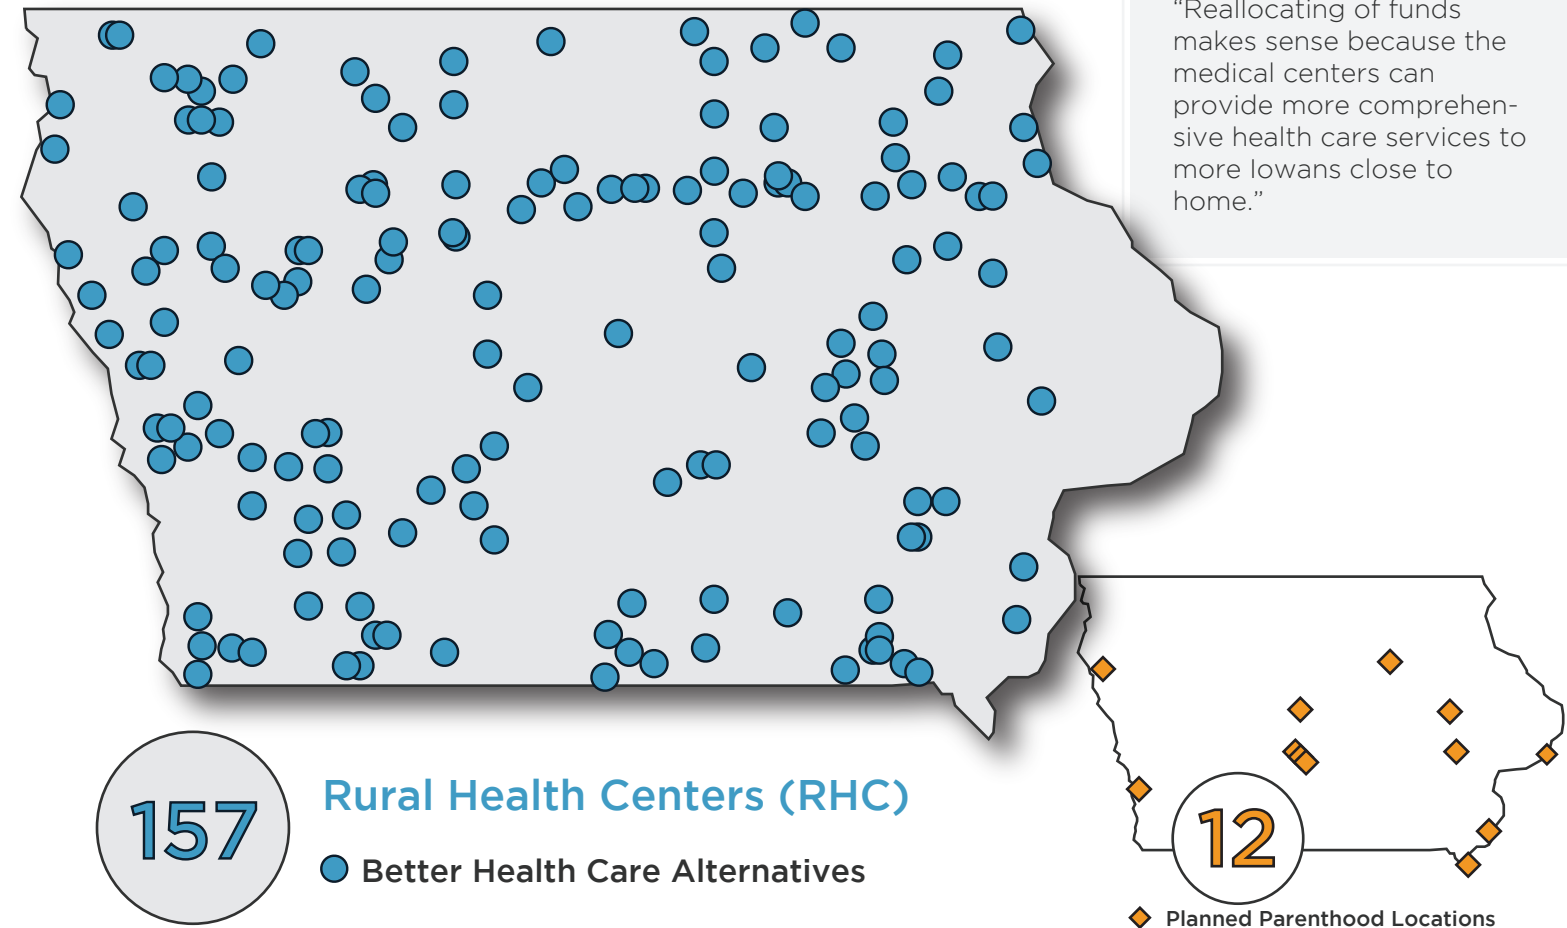 “Reallocating of funds
makes sense because the
medical centers can
provide more comprehen-
sive health care services to
more Iowans close to
home.”
157
Rural Health Centers (RHC)
Better Health Care Alternatives
12
Planned Parenthood Locations